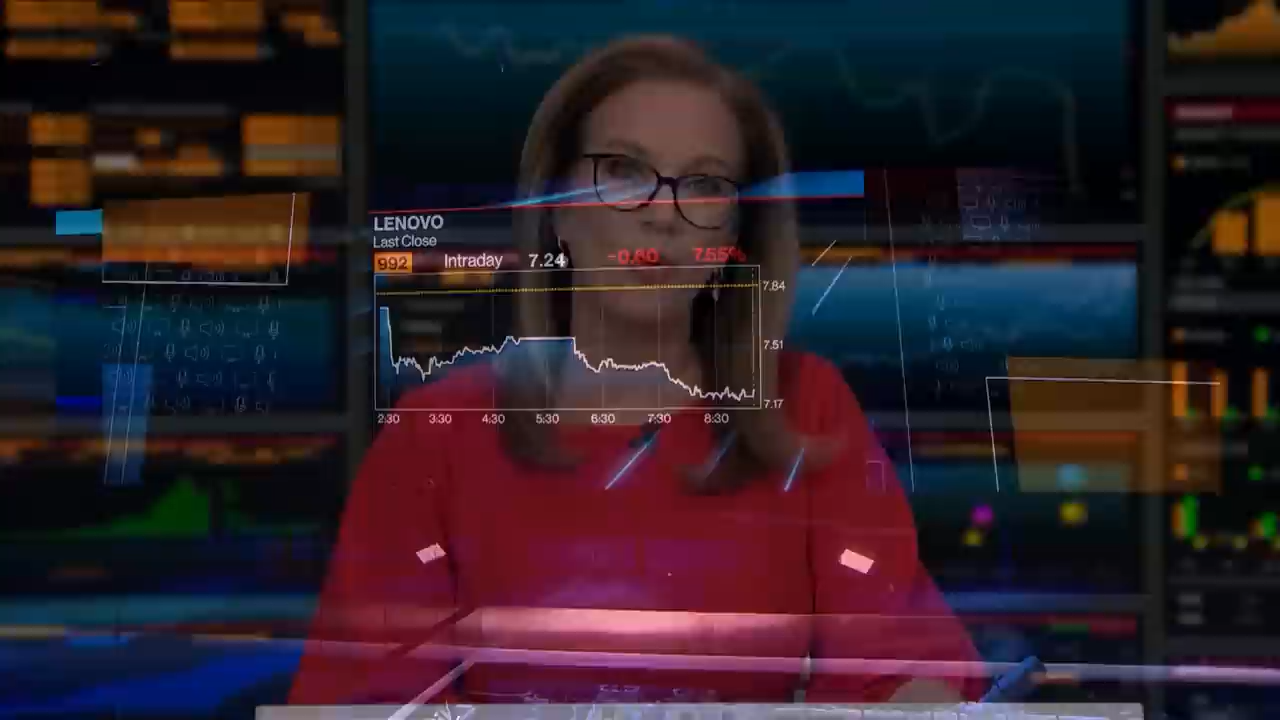 LENOVO
Last Close
992 Intraday 7.24 -0.60 7.65%
7.84
7.51
7.17
2:30 3:30 4:30 5:30 6:30 7:30 8:30